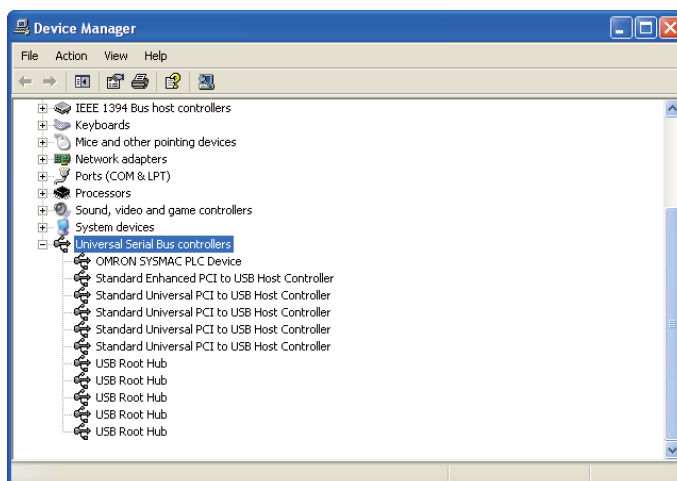 Device Manager
File Action View Help
IEEE 1394 Bus host controllers
Keyboards
Mice and other pointing devices
Network adapters
Ports (COM & LPT)
Processors
Sound, video and game controllers
System devices
Universal Serial Bus controllers
OMRON SYSMAC PLC Device
Standard Enhanced PCI to USB Host Controller
Standard Universal PCI to USB Host Controller
Standard Universal PCI to USB Host Controller
Standard Universal PCI to USB Host Controller
Standard Universal PCI to USB Host Controller
USB Root Hub
USB Root Hub
USB Root Hub
USB Root Hub
USB Root Hub